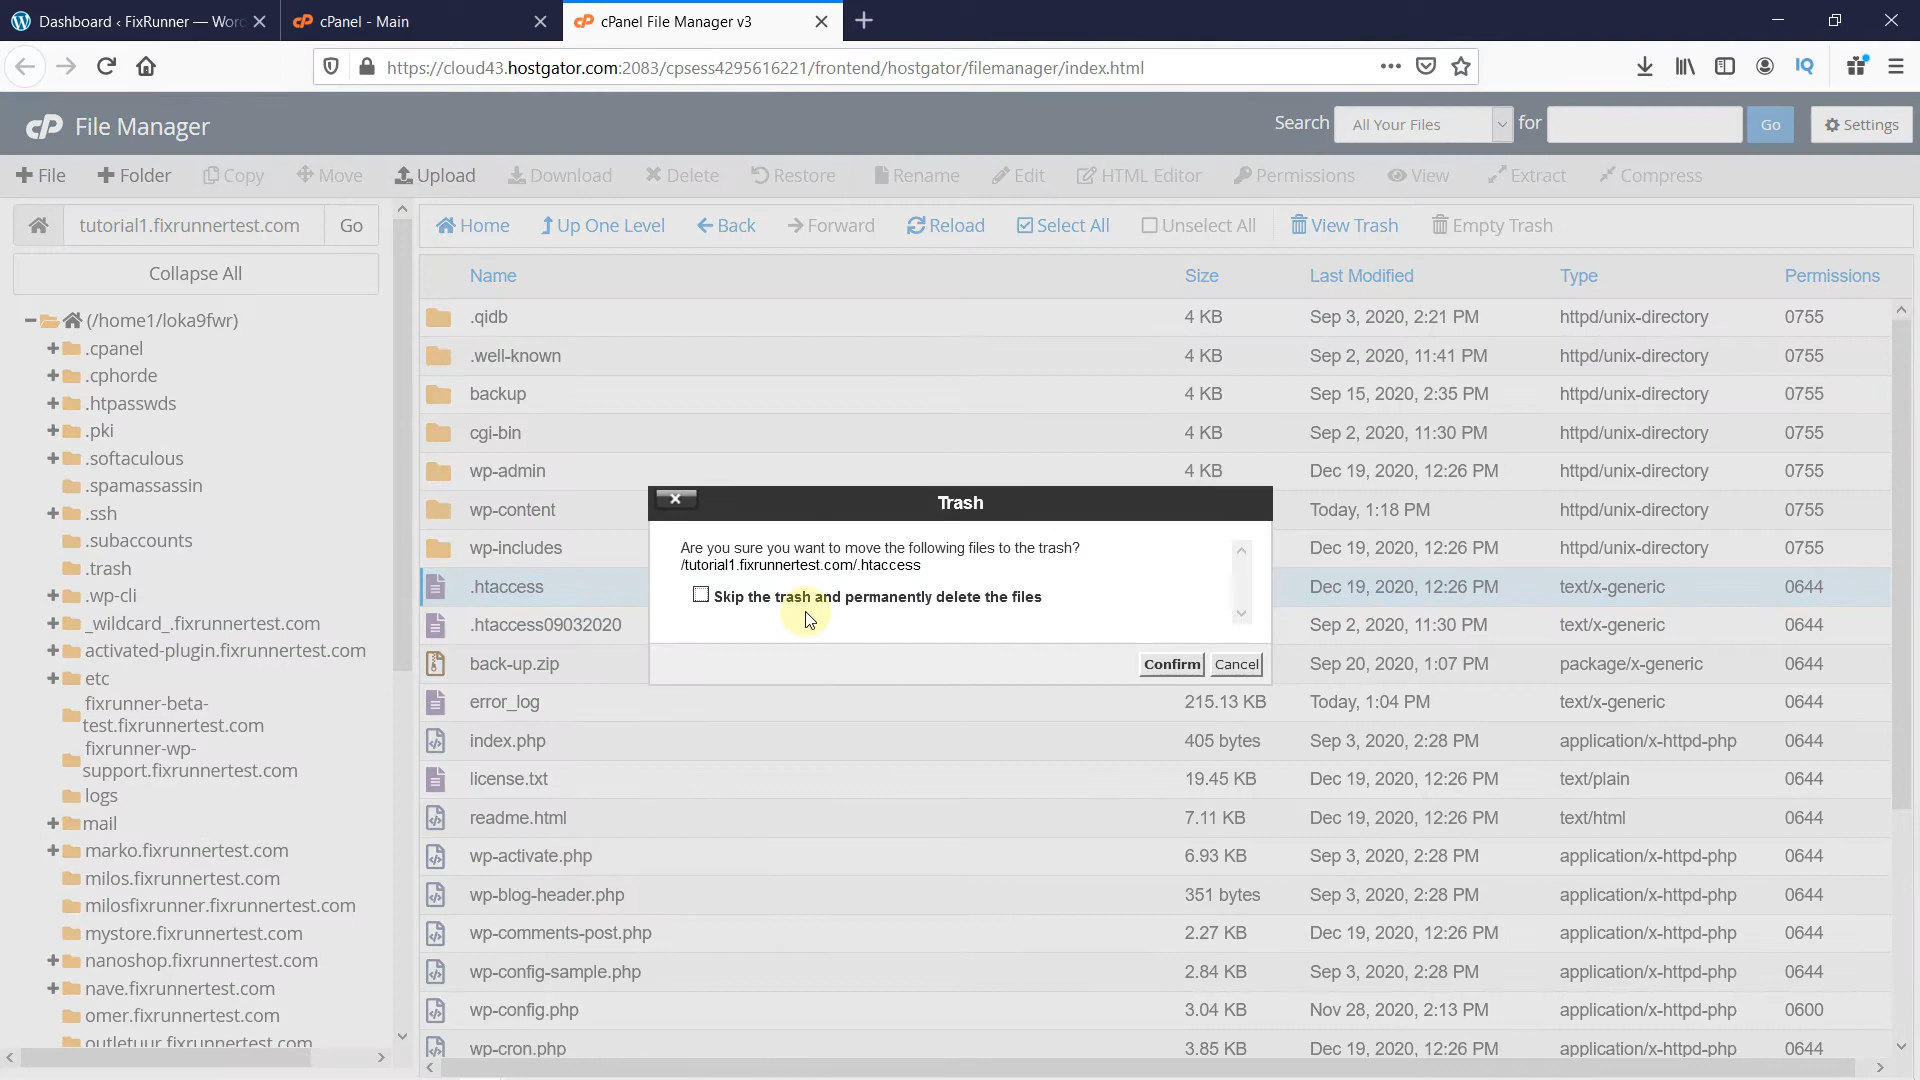 Dashboard ‹ FixRunner — Word
cPanel - Main
cPanel File Manager v3
https://cloud43.hostgator.com:2083/cpsess4295616221/frontend/hostgator/filemanager/index.html
IQ
cP File Manager
Search All Your Files for Go Settings
File Folder Copy Move Upload Download Delete Restore Rename Edit HTML Editor Permissions View Extract Compress
tutorial1.fixrunnertest.com Go
Home Up One Level Back Forward Reload Select All Unselect All View Trash Empty Trash
Collapse All
(/home1/loka9fwr)
.cpanel
.cphorde
.htpasswds
.pki
.softaculous
.spamassassin
.ssh
.subaccounts
.trash
.wp-cli
_wildcard_.fixrunnertest.com
activated-plugin.fixrunnertest.com
etc
fixrunner-beta-
test.fixrunnertest.com
fixrunner-wp-
support.fixrunnertest.com
logs
mail
marko.fixrunnertest.com
milos.fixrunnertest.com
milosfixrunner.fixrunnertest.com
mystore.fixrunnertest.com
nanoshop.fixrunnertest.com
nave.fixrunnertest.com
omer.fixrunnertest.com
outletuur.fixrunnertest.com
Name Size Last Modified Type Permissions
.qidb 4 KB Sep 3, 2020, 2:21 PM httpd/unix-directory 0755
.well-known 4 KB Sep 2, 2020, 11:41 PM httpd/unix-directory 0755
backup 4 KB Sep 15, 2020, 2:35 PM httpd/unix-directory 0755
cgi-bin 4 KB Sep 2, 2020, 11:30 PM httpd/unix-directory 0755
wp-admin 4 KB Dec 19, 2020, 12:26 PM httpd/unix-directory 0755
wp-content Today, 1:18 PM httpd/unix-directory 0755
wp-includes Dec 19, 2020, 12:26 PM httpd/unix-directory 0755
.htaccess Dec 19, 2020, 12:26 PM text/x-generic 0644
.htaccess09032020 Sep 2, 2020, 11:30 PM text/x-generic 0644
back-up.zip Sep 20, 2020, 1:07 PM package/x-generic 0644
error_log 215.13 KB Today, 1:04 PM text/x-generic 0644
index.php 405 bytes Sep 3, 2020, 2:28 PM application/x-httpd-php 0644
license.txt 19.45 KB Dec 19, 2020, 12:26 PM text/plain 0644
readme.html 7.11 KB Dec 19, 2020, 12:26 PM text/html 0644
wp-activate.php 6.93 KB Sep 3, 2020, 2:28 PM application/x-httpd-php 0644
wp-blog-header.php 351 bytes Sep 3, 2020, 2:28 PM application/x-httpd-php 0644
wp-comments-post.php 2.27 KB Dec 19, 2020, 12:26 PM application/x-httpd-php 0644
wp-config-sample.php 2.84 KB Sep 3, 2020, 2:28 PM application/x-httpd-php 0644
wp-config.php 3.04 KB Nov 28, 2020, 2:13 PM application/x-httpd-php 0600
wp-cron.php 3.85 KB Dec 19, 2020, 12:26 PM application/x-httpd-php 0644
Trash
Are you sure you want to move the following files to the trash?
/tutorial1.fixrunnertest.com/.htaccess
Skip the trash and permanently delete the files
Confirm Cancel